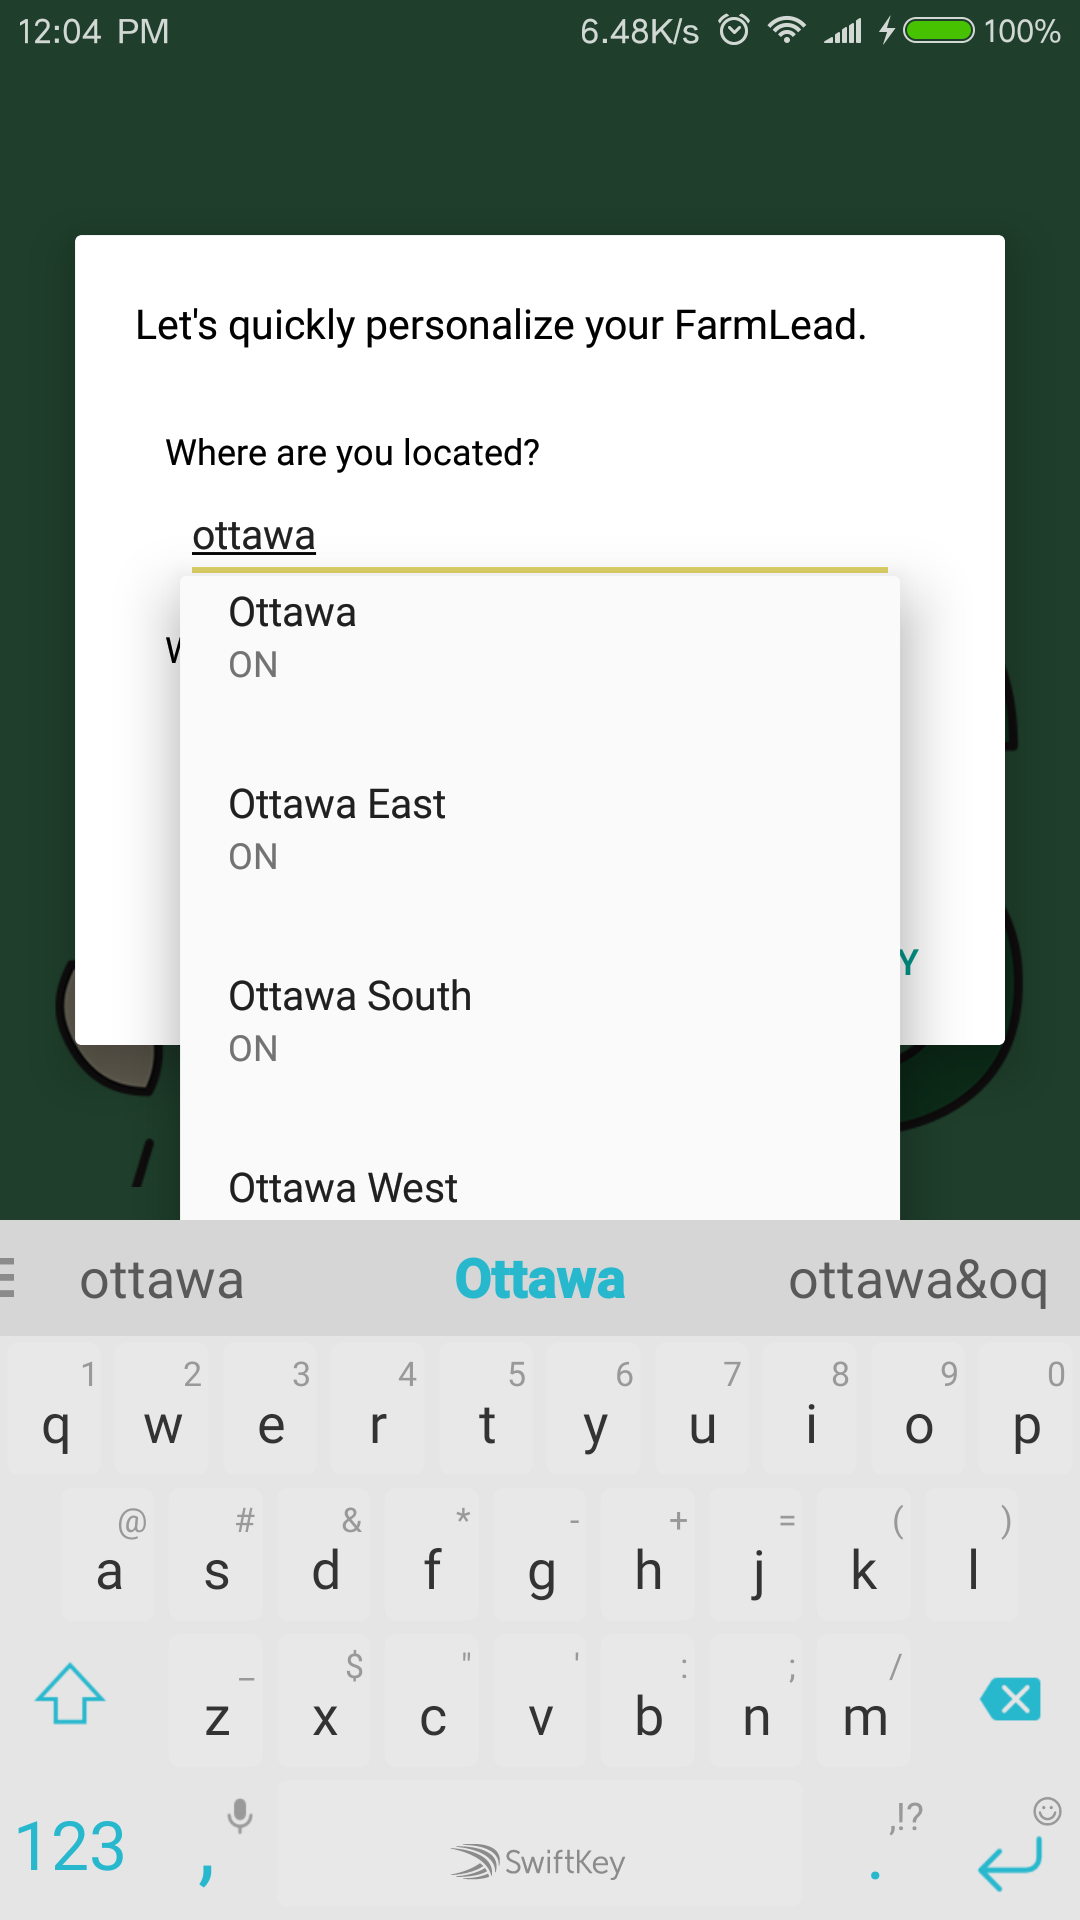 12:04 PM 6.48K/s 100%
Let's quickly personalize your FarmLead.
Where are you located?
ottawa
Ottawa
ON
Ottawa East
ON
Ottawa South
ON
Ottawa West
Y
ottawa Ottawa ottawa&oq
1 2 3 4 5 6 7 8 9 0
q w e r t y u i o p
@ # & * - + = ( )
a s d f g h j k l
_ $ " ' : ; /
z x c v b n m
,!?
123 , SwiftKey .